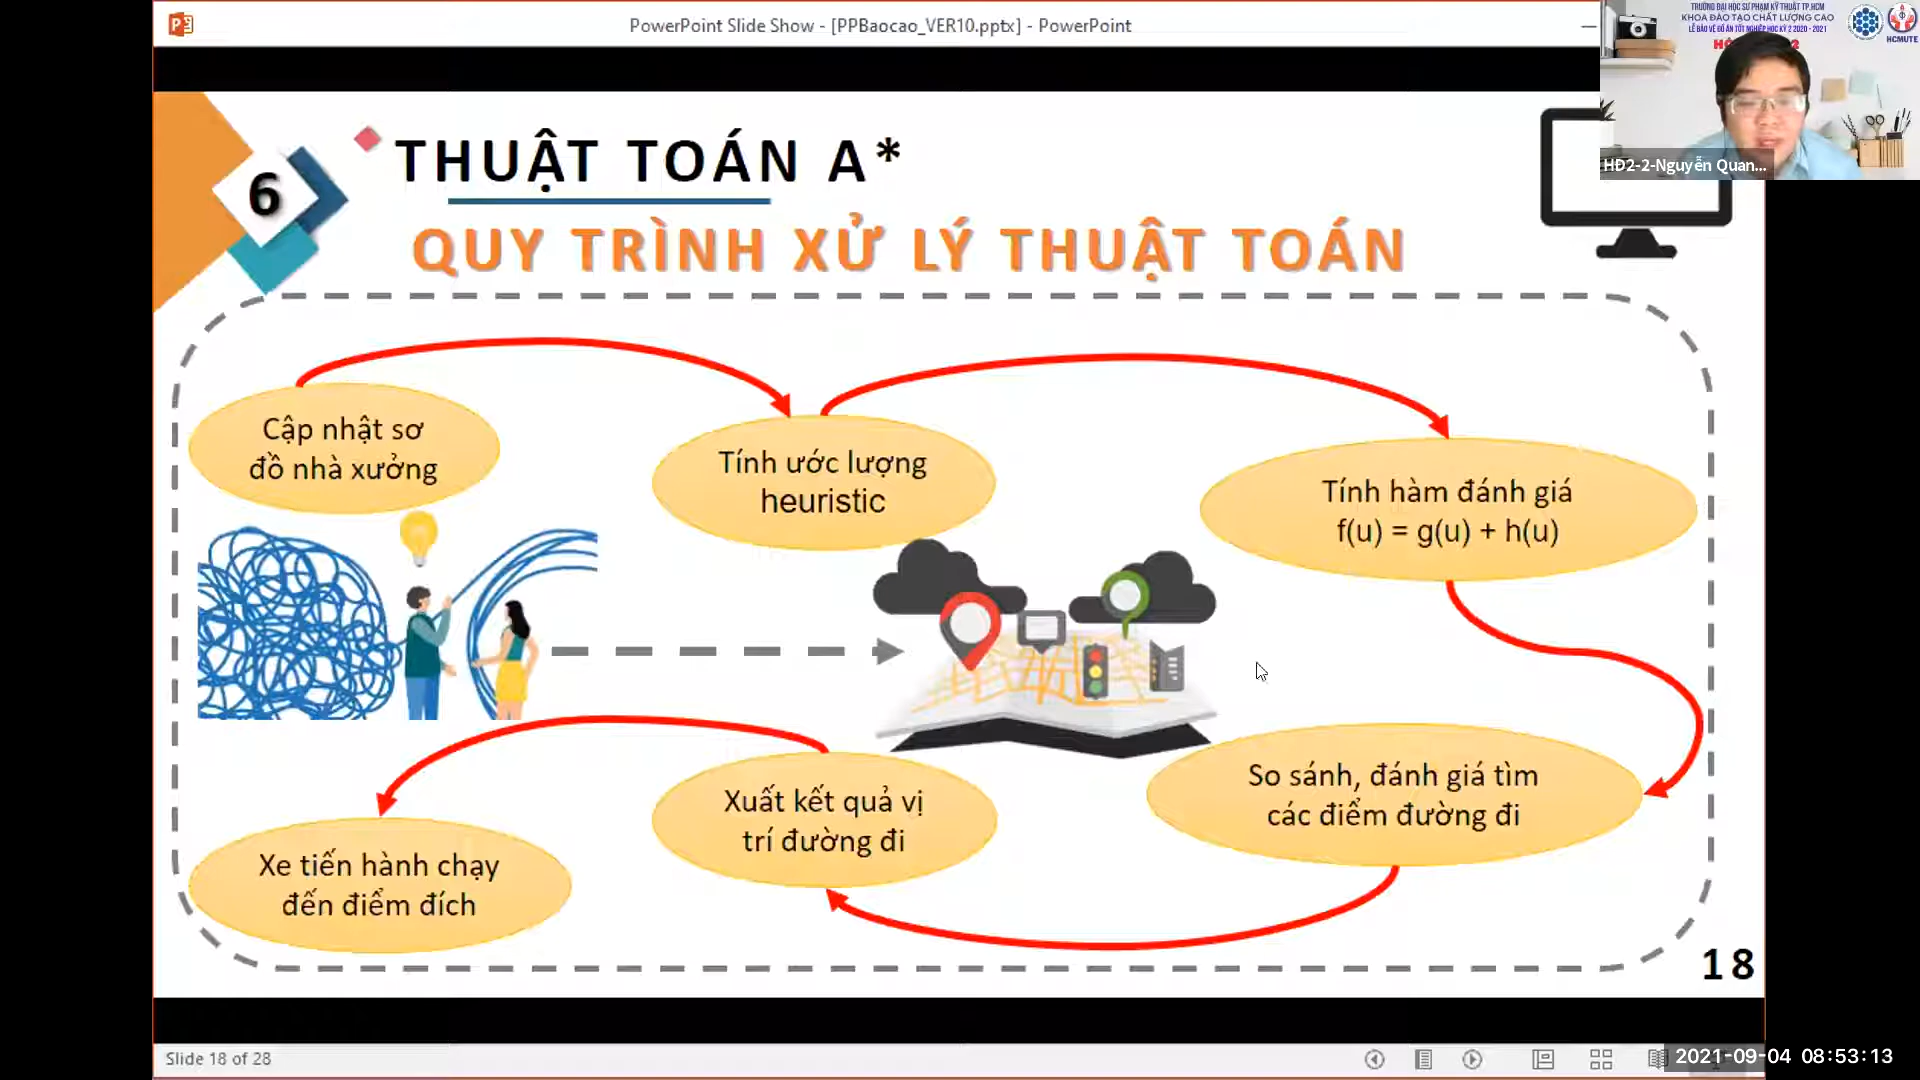 PowerPoint Slide Show - [PPBaocao_VER10.pptx] - PowerPoint
TRƯỜNG ĐẠI HỌC SƯ PHẠM KỸ THUẬT TP.HCM
KHOA ĐÀO TẠO CHẤT LƯỢNG CAO
LỄ BẢO VỆ ĐỒ ÁN TỐT NGHIỆP HỌC KỲ 2 2020 - 2021
HCMUTE
HĐ2-2-Nguyễn Quan...
6
THUẬT TOÁN A*
QUY TRÌNH XỬ LÝ THUẬT TOÁN
Cập nhật sơ
đồ nhà xưởng
Tính ước lượng
heuristic
Tính hàm đánh giá
f(u) = g(u) + h(u)
So sánh, đánh giá tìm
các điểm đường đi
Xuất kết quả vị
trí đường đi
Xe tiến hành chạy
đến điểm đích
18
Slide 18 of 28
2021-09-04 08:53:13